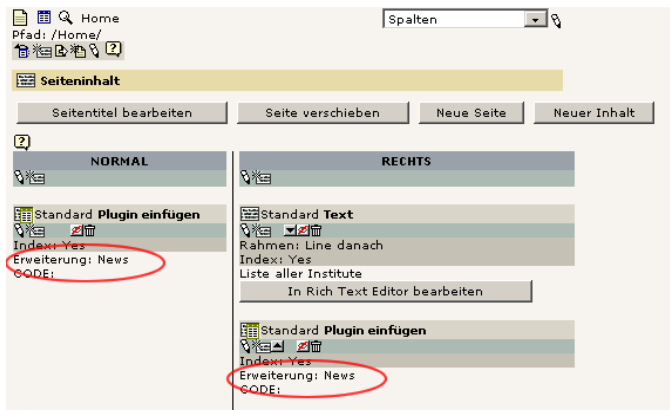 Home
Spalten
Pfad: /Home/
Seiteninhalt
Seitentitel bearbeiten
Seite verschieben
Neue Seite
Neuer Inhalt
NORMAL
Standard Plugin einfügen
Index: Yes
Erweiterung: News
CODE:
RECHTS
Standard Text
Rahmen: Line danach
Index: Yes
Liste aller Institute
In Rich Text Editor bearbeiten
Standard Plugin einfügen
Index: Yes
Erweiterung: News
CODE: